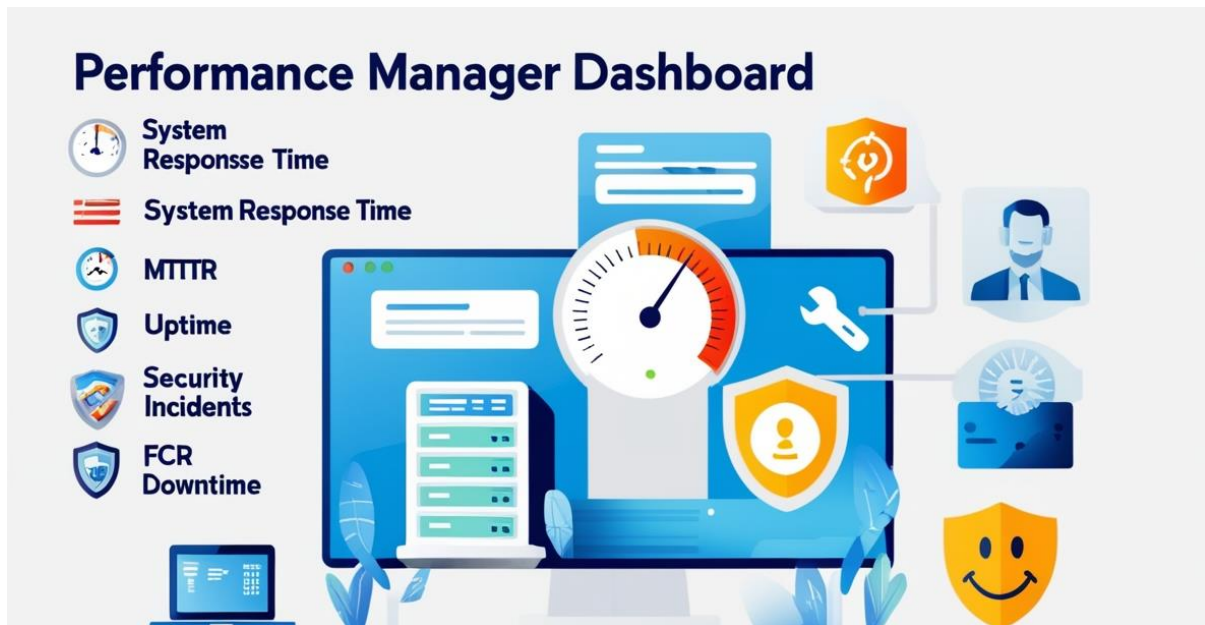 Performance Manager Dashboard
System
Responsse Time
System Response Time
MTTTR
Uptime
Security
Incidents
FCR
Downtime